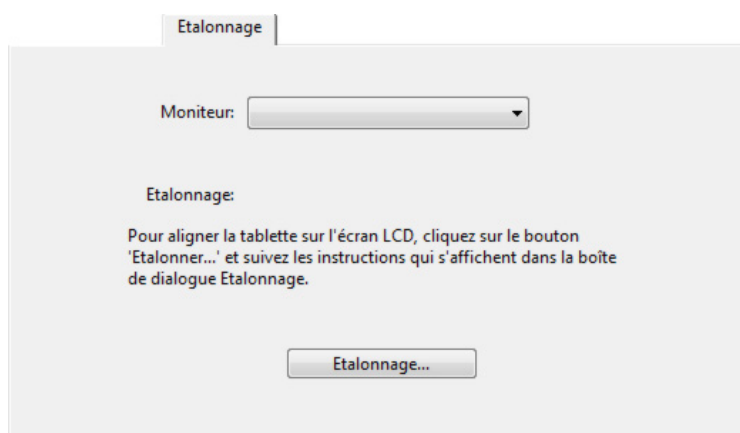 Etalonnage
Moniteur:
Etalonnage:
Pour aligner la tablette sur l'écran LCD, cliquez sur le bouton
'Etalonner...' et suivez les instructions qui s'affichent dans la boîte
de dialogue Etalonnage.
Etalonnage...